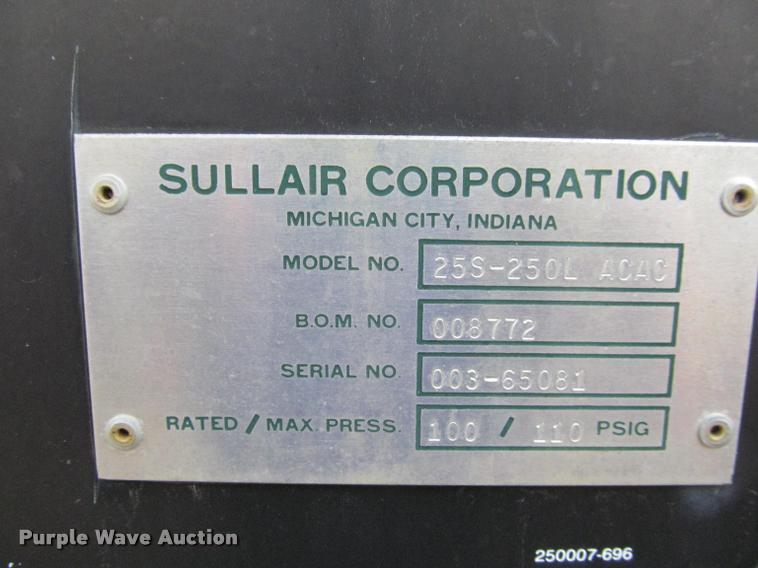 SULLAIR CORPORATION
MICHIGAN CITY, INDIANA
MODEL NO. 25S-250L ACAC
B.O.M. NO. 008772
SERIAL NO. 003-65081
RATED / MAX. PRESS. 100 / 110 PSIG
Purple Wave Auction
250007-696